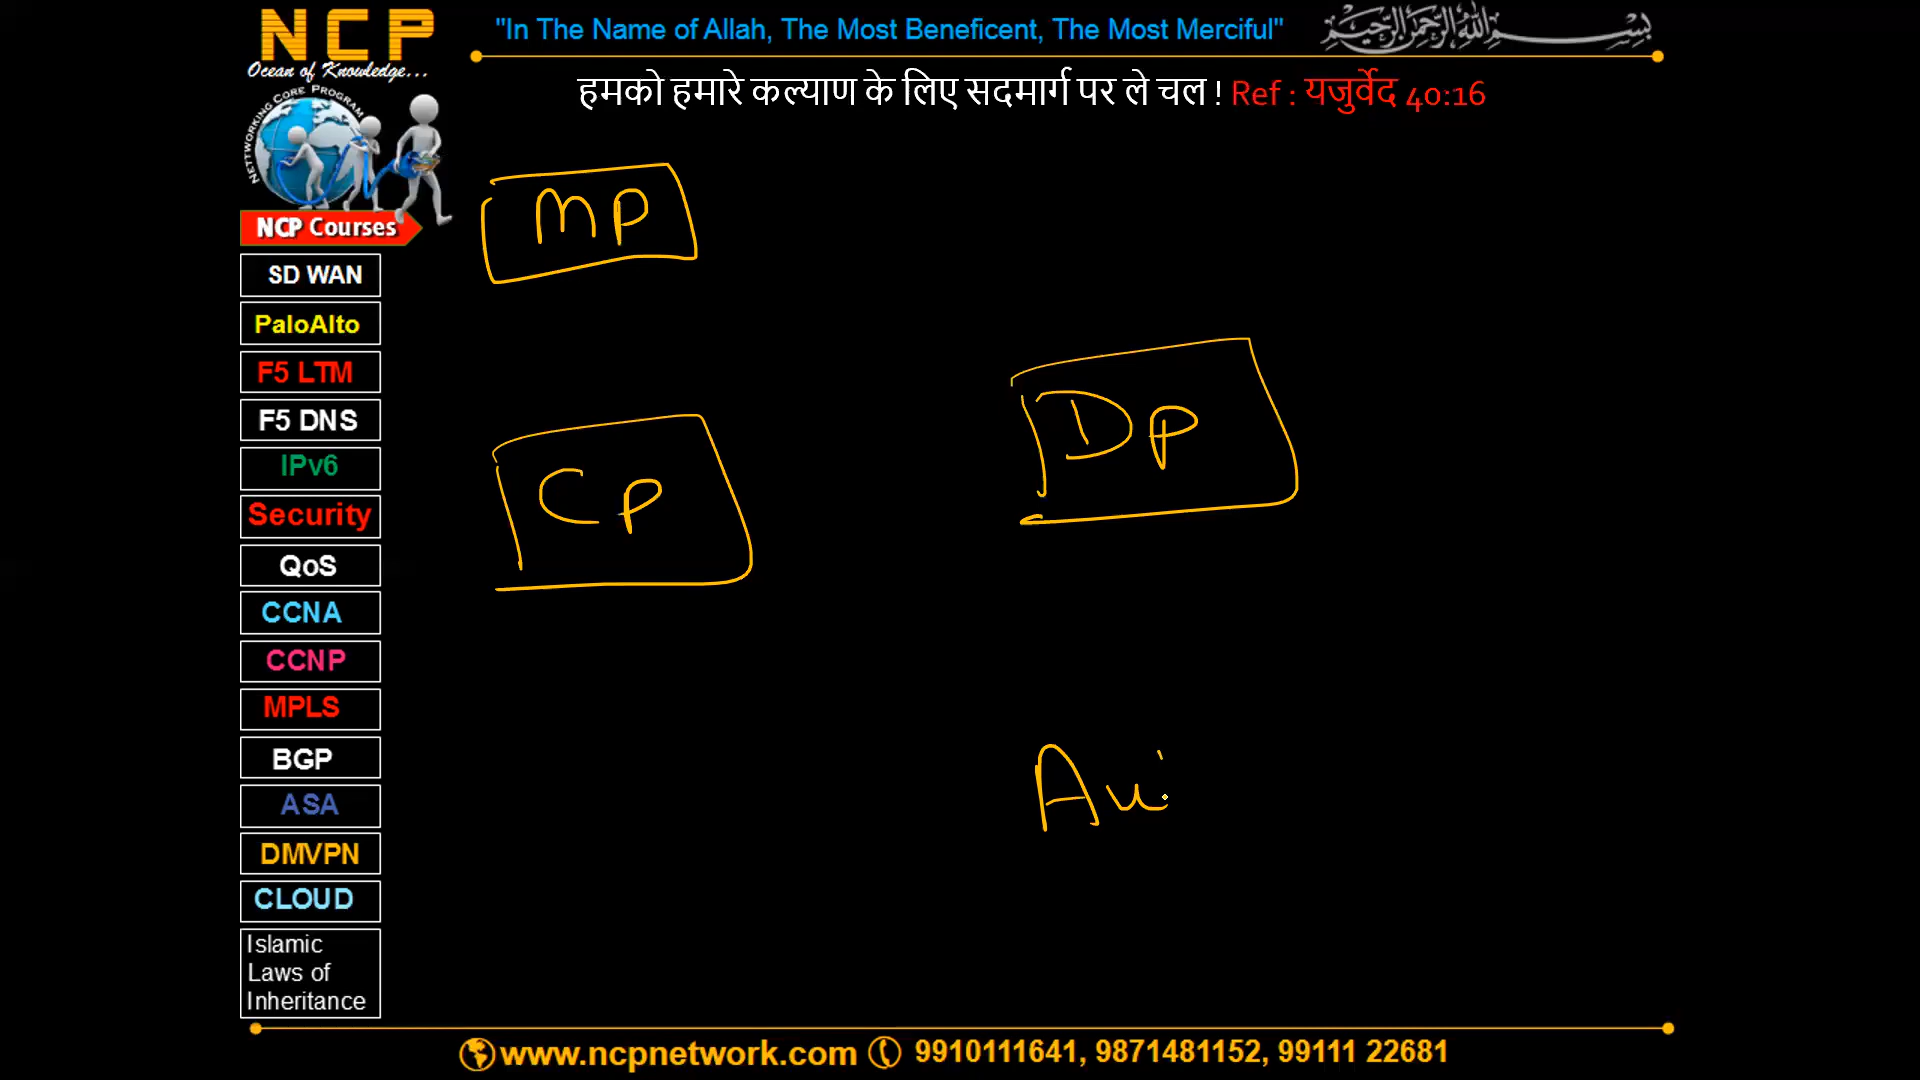 NCP
Ocean of Knowledge...
"In The Name of Allah, The Most Beneficent, The Most Merciful"
بسم الله الرحمن الرحيم
हमको हमारे कल्याण के लिए सदमार्ग पर ले चल ! Ref : यजुर्वेद 40:16
NETTWORKING CORE PROGRAM
NCP Courses
SD WAN
PaloAlto
F5 LTM
F5 DNS
IPv6
Security
QoS
CCNA
CCNP
MPLS
BGP
ASA
DMVPN
CLOUD
Islamic
Laws of
Inheritance
MP
CP
DP
www.ncpnetwork.com 9910111641, 9871481152, 99111 22681